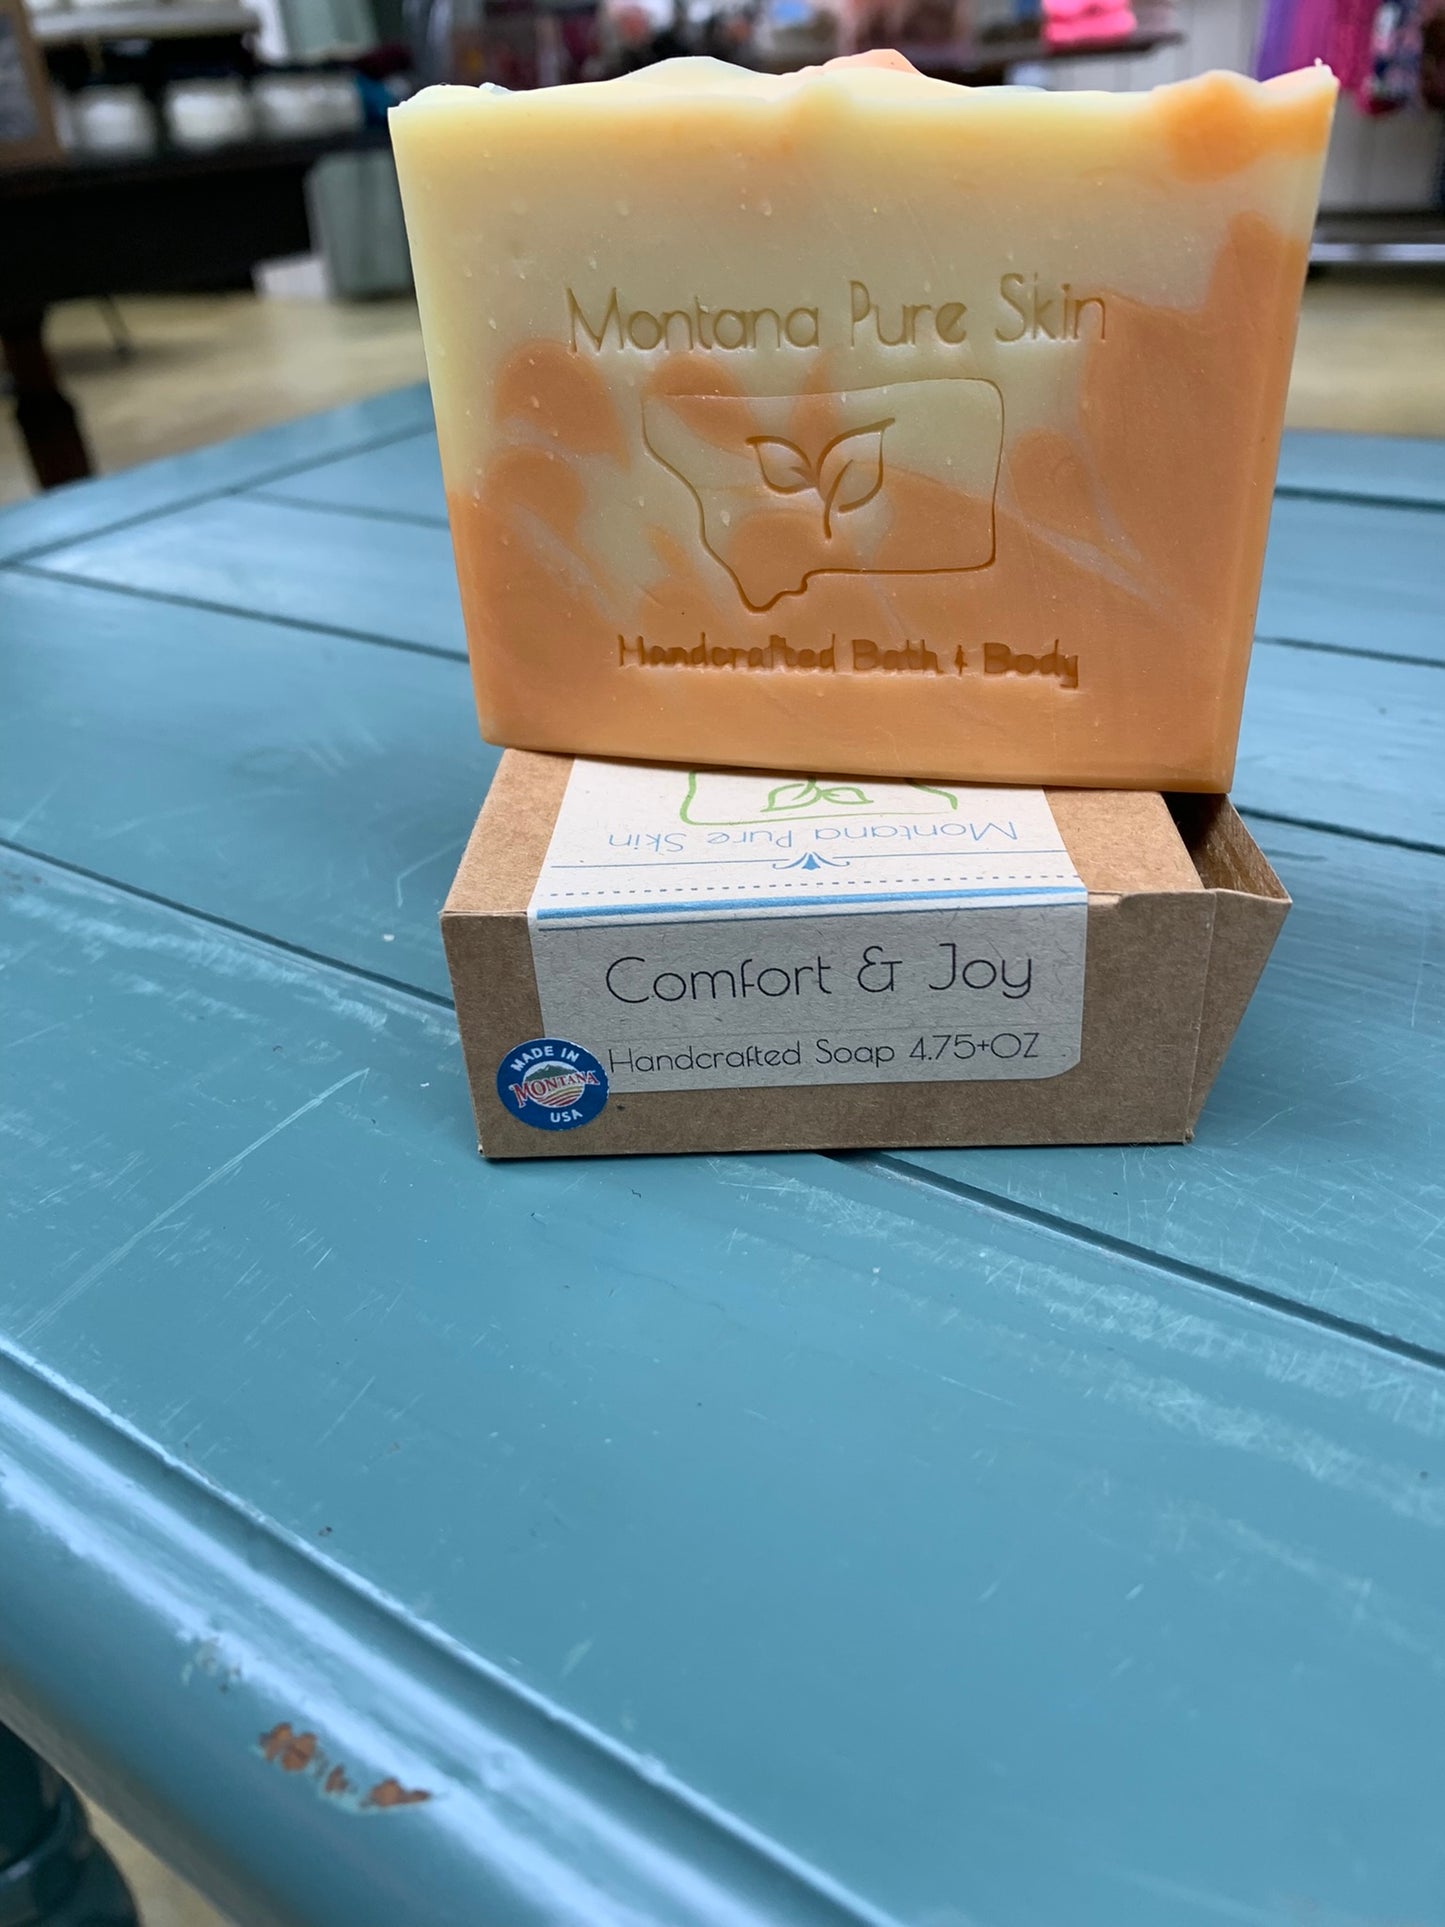 Montana Pure Skin
Handcrafted Bath & Body
Montana Pure Skin
Comfort & Joy
Handcrafted Soap 4.75+OZ
MADE IN
MONTANA
USA